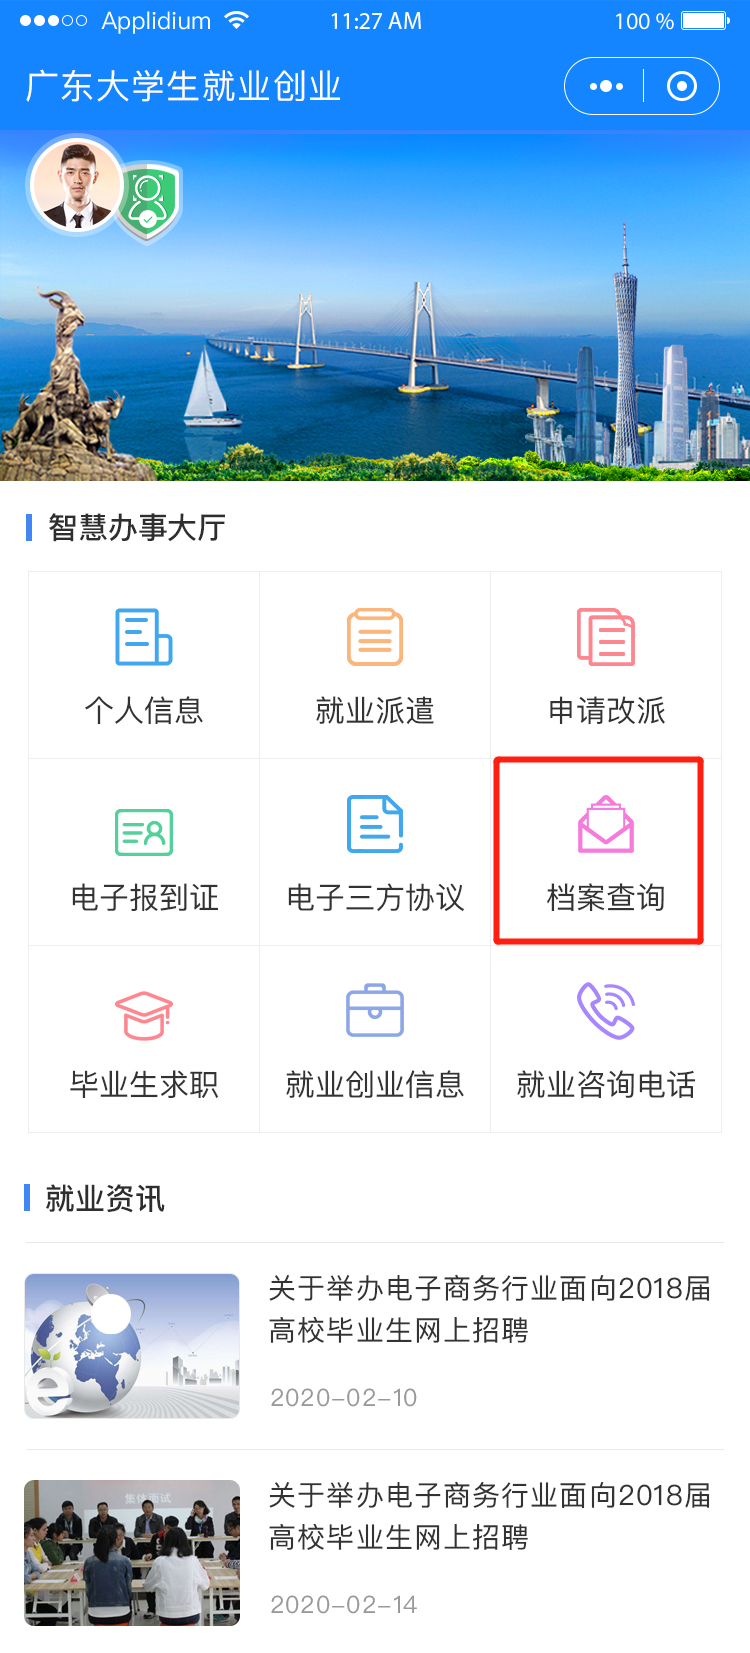 Applidium 11:27 AM 100 %
广东大学生就业创业
智慧办事大厅
个人信息 就业派遣 申请改派
电子报到证 电子三方协议 档案查询
毕业生求职 就业创业信息 就业咨询电话
就业资讯
关于举办电子商务行业面向2018届
高校毕业生网上招聘
2020-02-10
e
集体面试
关于举办电子商务行业面向2018届
高校毕业生网上招聘
2020-02-14